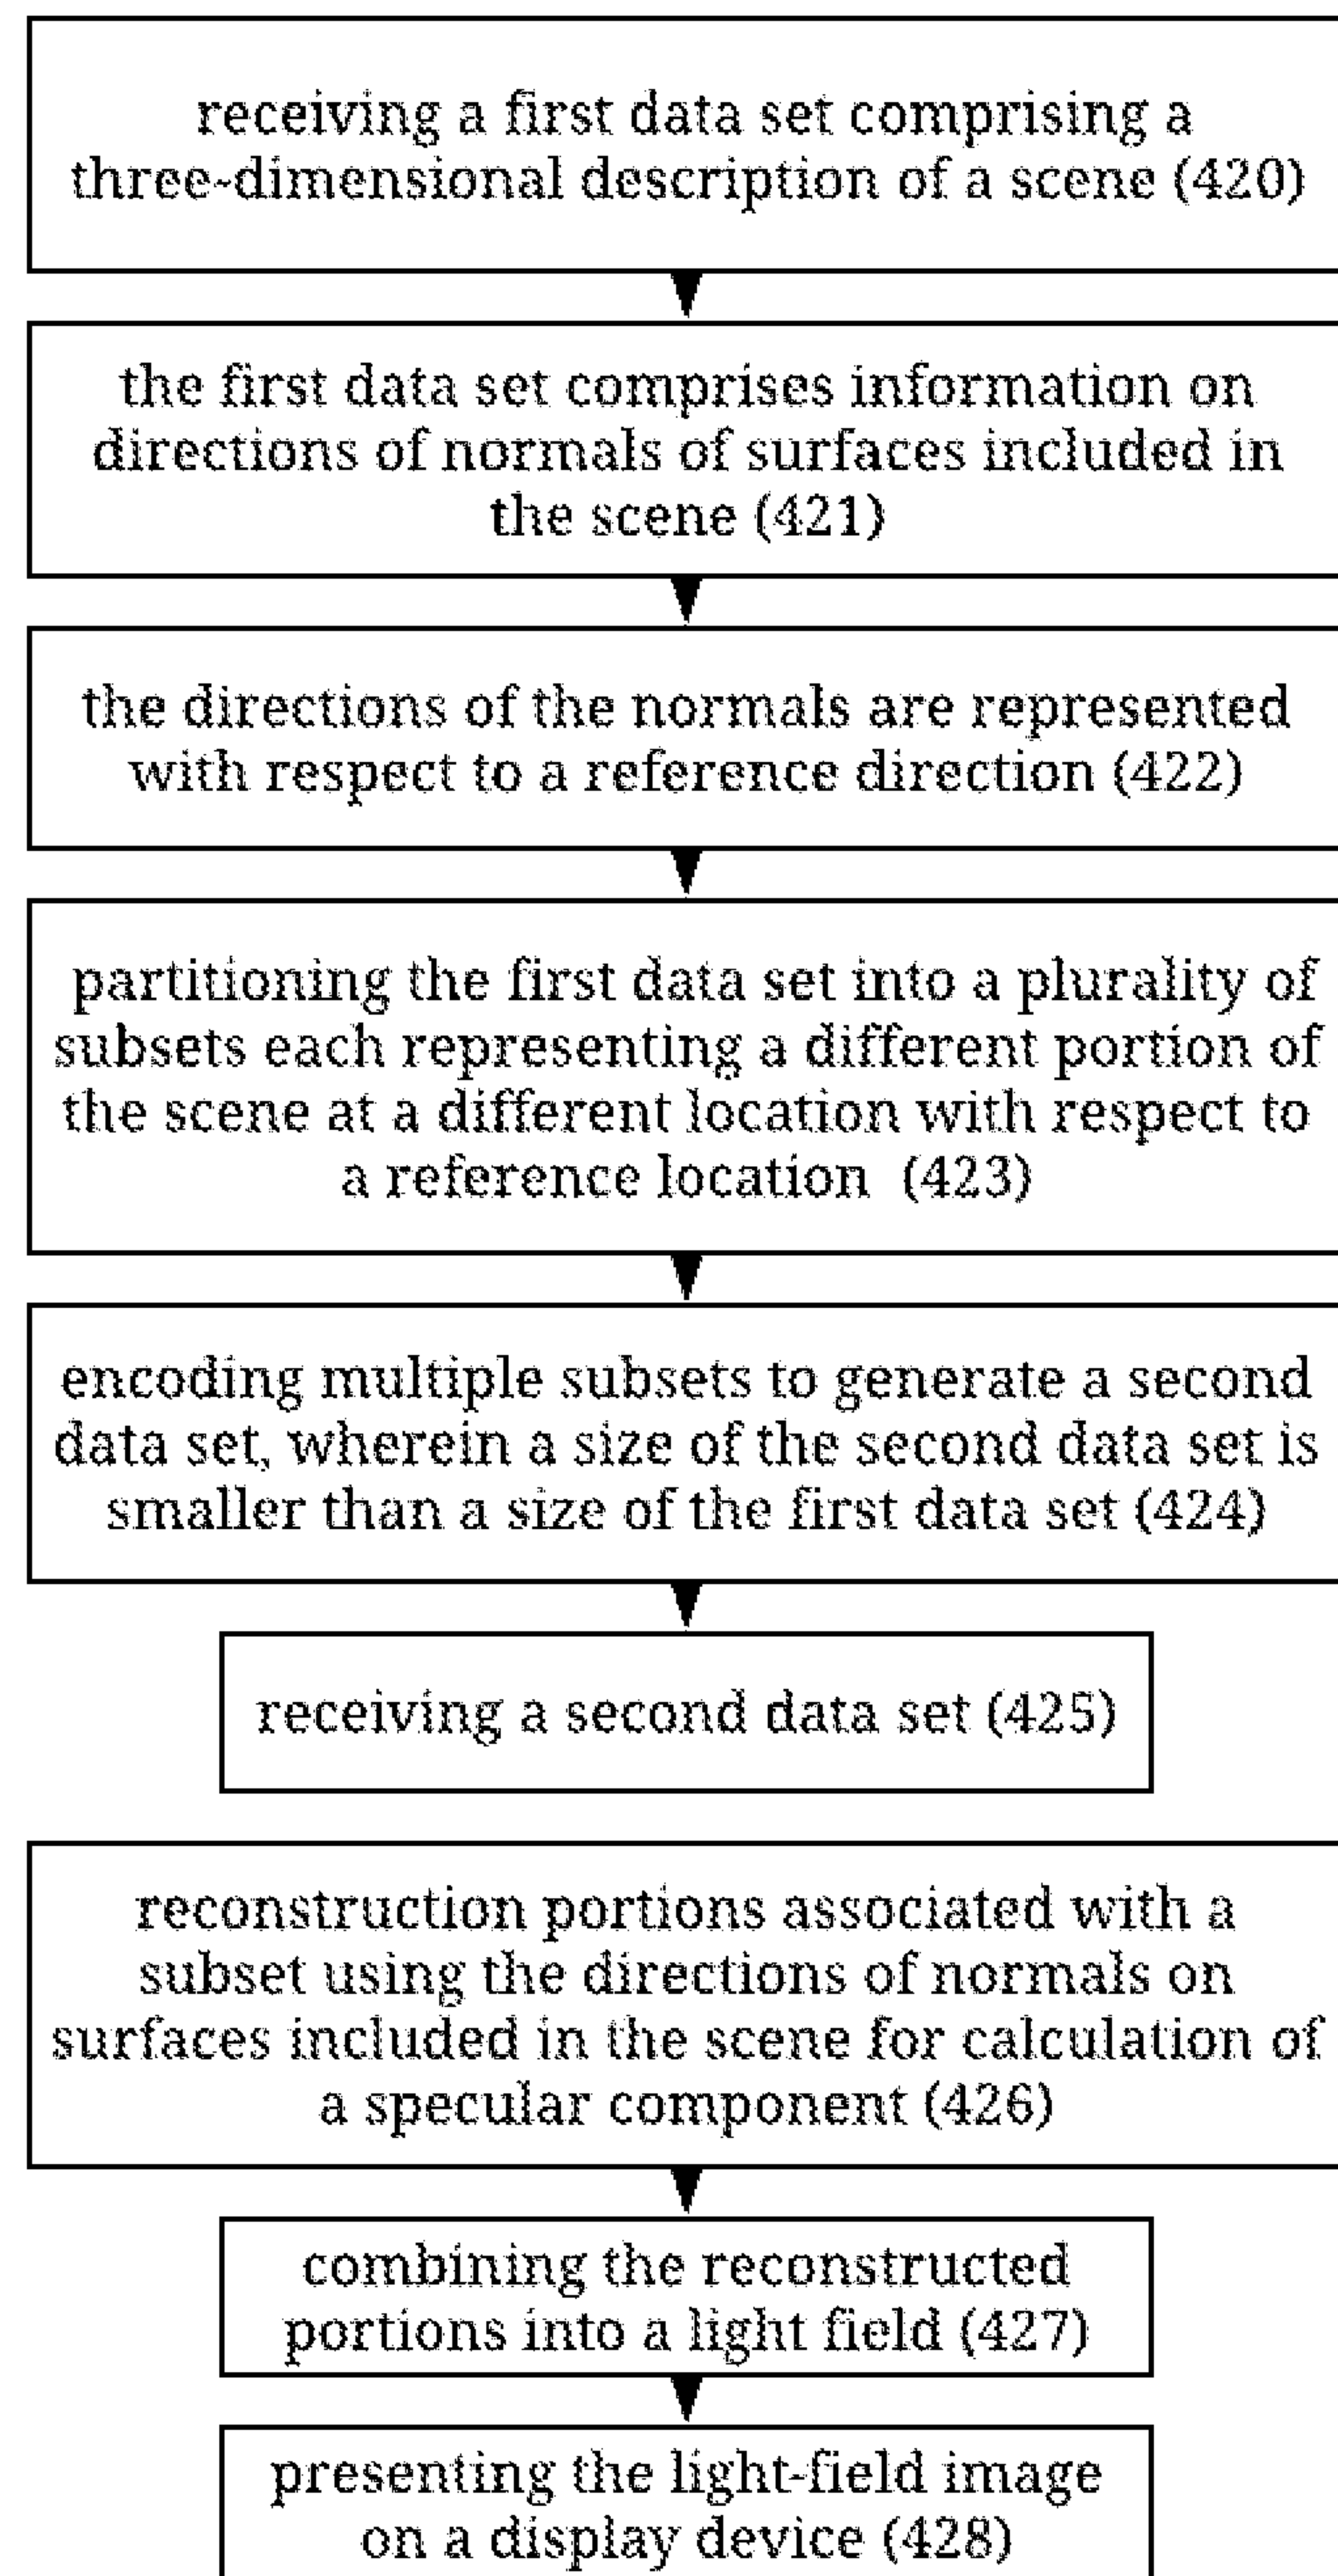 receiving a first data set comprising a
three-dimensional description of a scene (420)
the first data set comprises information on
directions of normals of surfaces included in
the scene (421)
the directions of the normals are represented
with respect to a reference direction (422)
partitioning the first data set into a plurality of
subsets each representing a different portion of
the scene at a different location with respect to
a reference location (423)
encoding multiple subsets to generate a second
data set, wherein a size of the second data set is
smaller than a size of the first data set (424)
receiving a second data set (425)
reconstruction portions associated with a
subset using the directions of normals on
surfaces included in the scene for calculation of
a specular component (426)
combining the reconstructed
portions into a light field (427)
presenting the light-field image
on a display device (428)